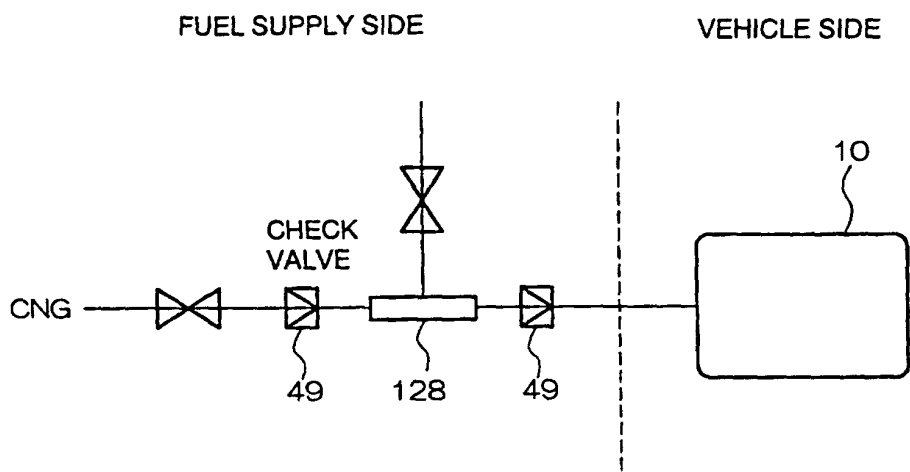 FUEL SUPPLY SIDE
VEHICLE SIDE
10
CHECK
VALVE
CNG
49
128
49